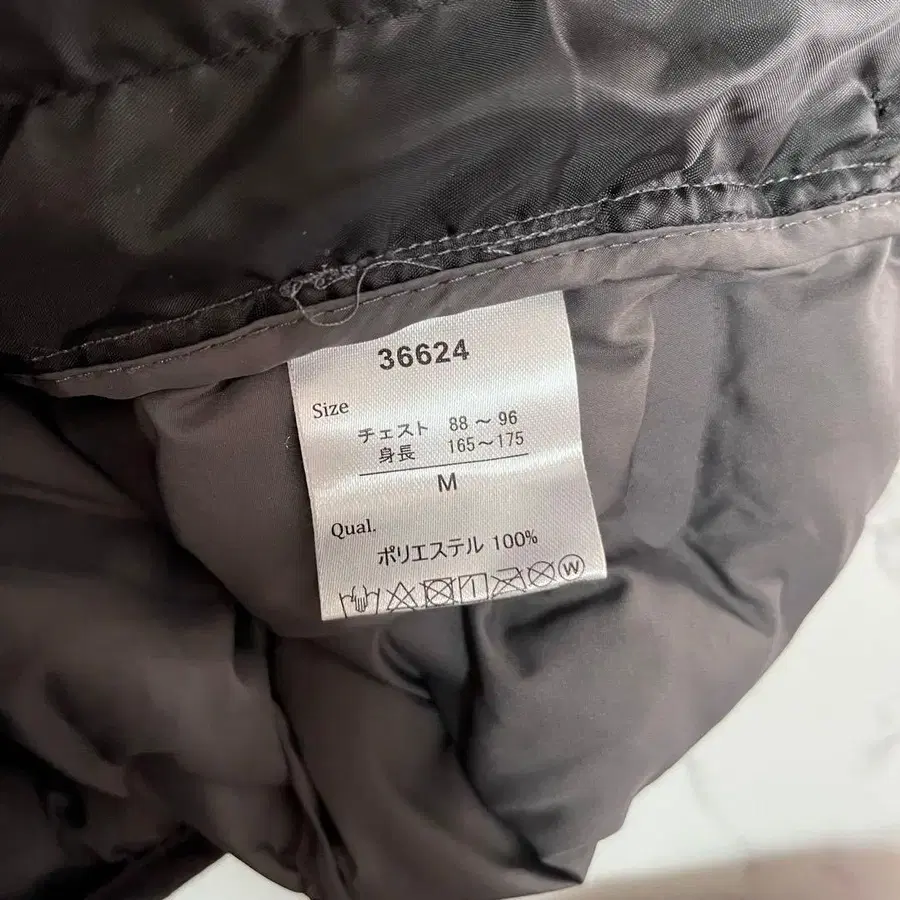 36624
Size
チェスト 88～96
身長 165～175
M
Qual.
ポリエステル 100%
W